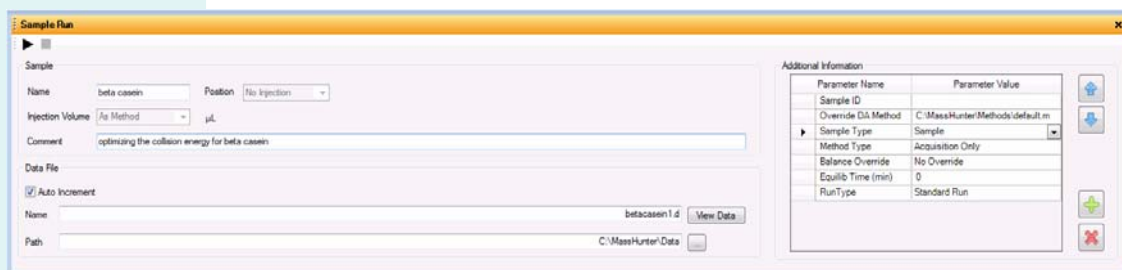 Sample Run
Sample
Name beta casein Position No Injection
Injection Volume As Method µL
Comment optimizing the collision energy for beta casein
Data File
Auto Increment
Name betacasein1.d View Data
Path C:\MassHunter\Data ...
Additional Information
Parameter Name Parameter Value
Sample ID
Override DA Method C:\MassHunter\Methods\default.m
Sample Type Sample
Method Type Acquisition Only
Balance Override No Override
Equilib Time (min) 0
RunType Standard Run